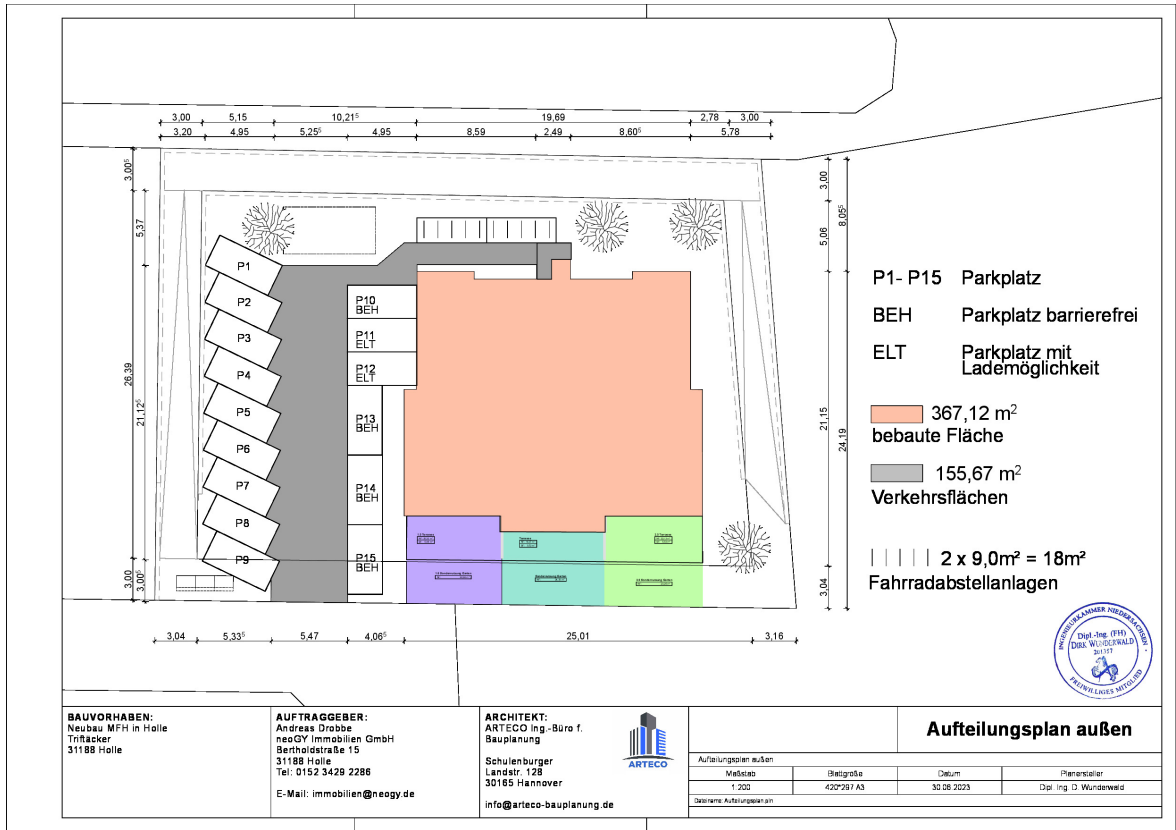 3,00 5,15 10,21⁵ 19,69 2,78 3,00
3,20 4,95 5,25⁵ 4,95 8,59 2,49 8,60⁵ 5,78
3,00⁵
5,37
26,39
21,12⁵
3,00
3,00⁵
3,00
5,06
8,05⁵
21,15
24,19
3,04
P1
P2
P3
P4
P5
P6
P7
P8
P9
P10
BEH
P11
ELT
P12
ELT
P13
BEH
P14
BEH
P15
BEH
3,04 5,33⁵ 5,47 4,06⁵ 25,01 3,16
P1- P15 Parkplatz
BEH Parkplatz barrierefrei
ELT Parkplatz mit
Lademöglichkeit
367,12 m²
bebaute Fläche
155,67 m²
Verkehrsflächen
2 x 9,0m² = 18m²
Fahrradabstellanlagen
INGENIEURKAMMER NIEDERSACHSEN
Dipl.-Ing. (FH)
DIRK WUNDERWALD
201357
FREIWILLIGES MITGLIED
BAUVORHABEN:
Neubau MFH in Holle
Triftäcker
31188 Holle
AUFTRAGGEBER:
Andreas Drobbe
neoGY Immobilien GmbH
Bertholdstraße 15
31188 Holle
Tel: 0152 3429 2286
E-Mail: immobilien@neogy.de
ARCHITEKT:
ARTECO Ing.-Büro f.
Bauplanung
Schulenburger
Landstr. 128
30165 Hannover
info@arteco-bauplanung.de
ARTECO
Aufteilungsplan außen
Aufteilungsplan außen
Maßstab Blattgröße Datum Planersteller
1:200 420*297 A3 30.06.2023 Dipl. Ing. D. Wunderwald
Dateiname: Aufteilungsplan.pln